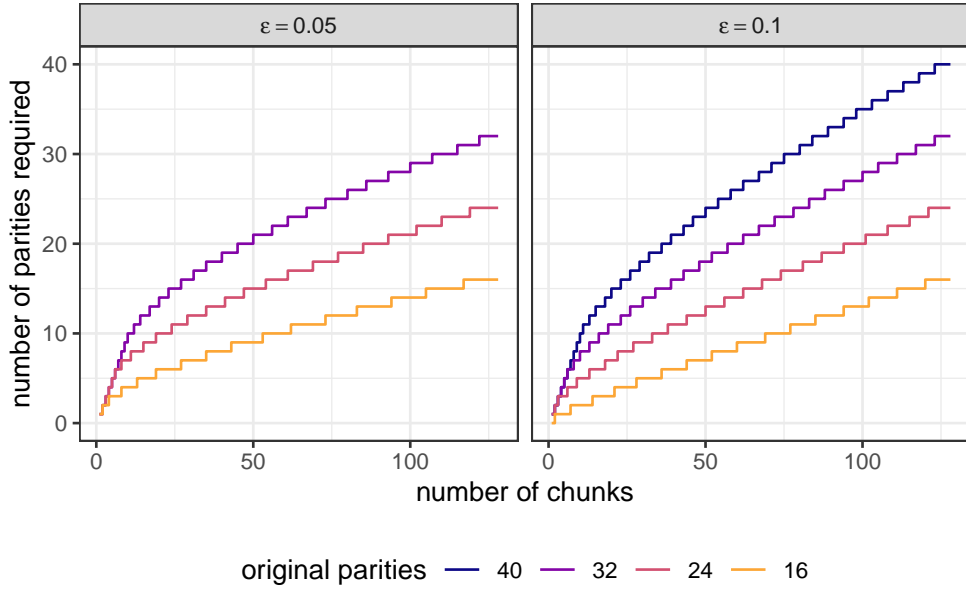 ε = 0.05
ε = 0.1
number of parities required
40
30
20
10
0
0
50
100
0
50
100
number of chunks
original parities 40 32 24 16